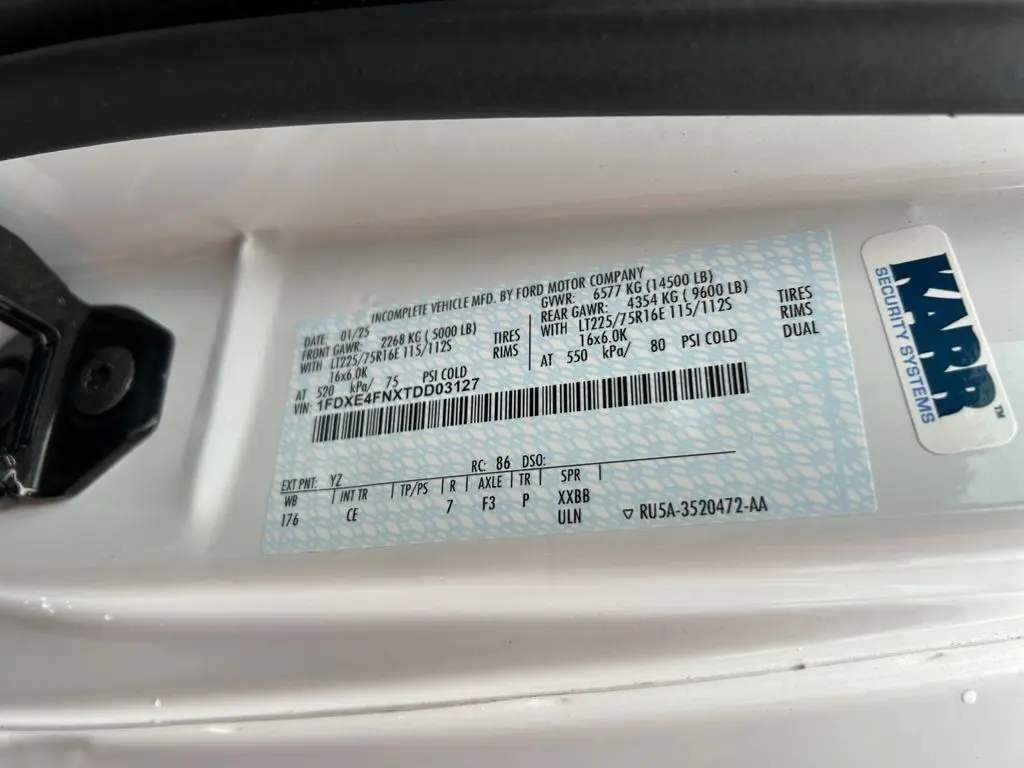 INCOMPLETE VEHICLE MFD. BY FORD MOTOR COMPANY
DATE: 01/25
FRONT GAWR: 2268 KG ( 5000 LB)
WITH LT225/75R16E 115/112S TIRES
16x6.0K RIMS
AT 520 kPa/ 75 PSI COLD
GVWR: 6577 KG (14500 LB)
REAR GAWR: 4354 KG ( 9600 LB)
WITH LT225/75R16E 115/112S TIRES
16x6.0K RIMS
AT 550 kPa/ 80 PSI COLD DUAL
VIN: 1FDXE4FNXTDD03127
EXT PNT: YZ RC: 86 DSO:
WB INT TR TP/PS R AXLE TR SPR
176 CE 7 F3 P XXBB
ULN ▽ RU5A-3520472-AA
KARR™
SECURITY SYSTEMS